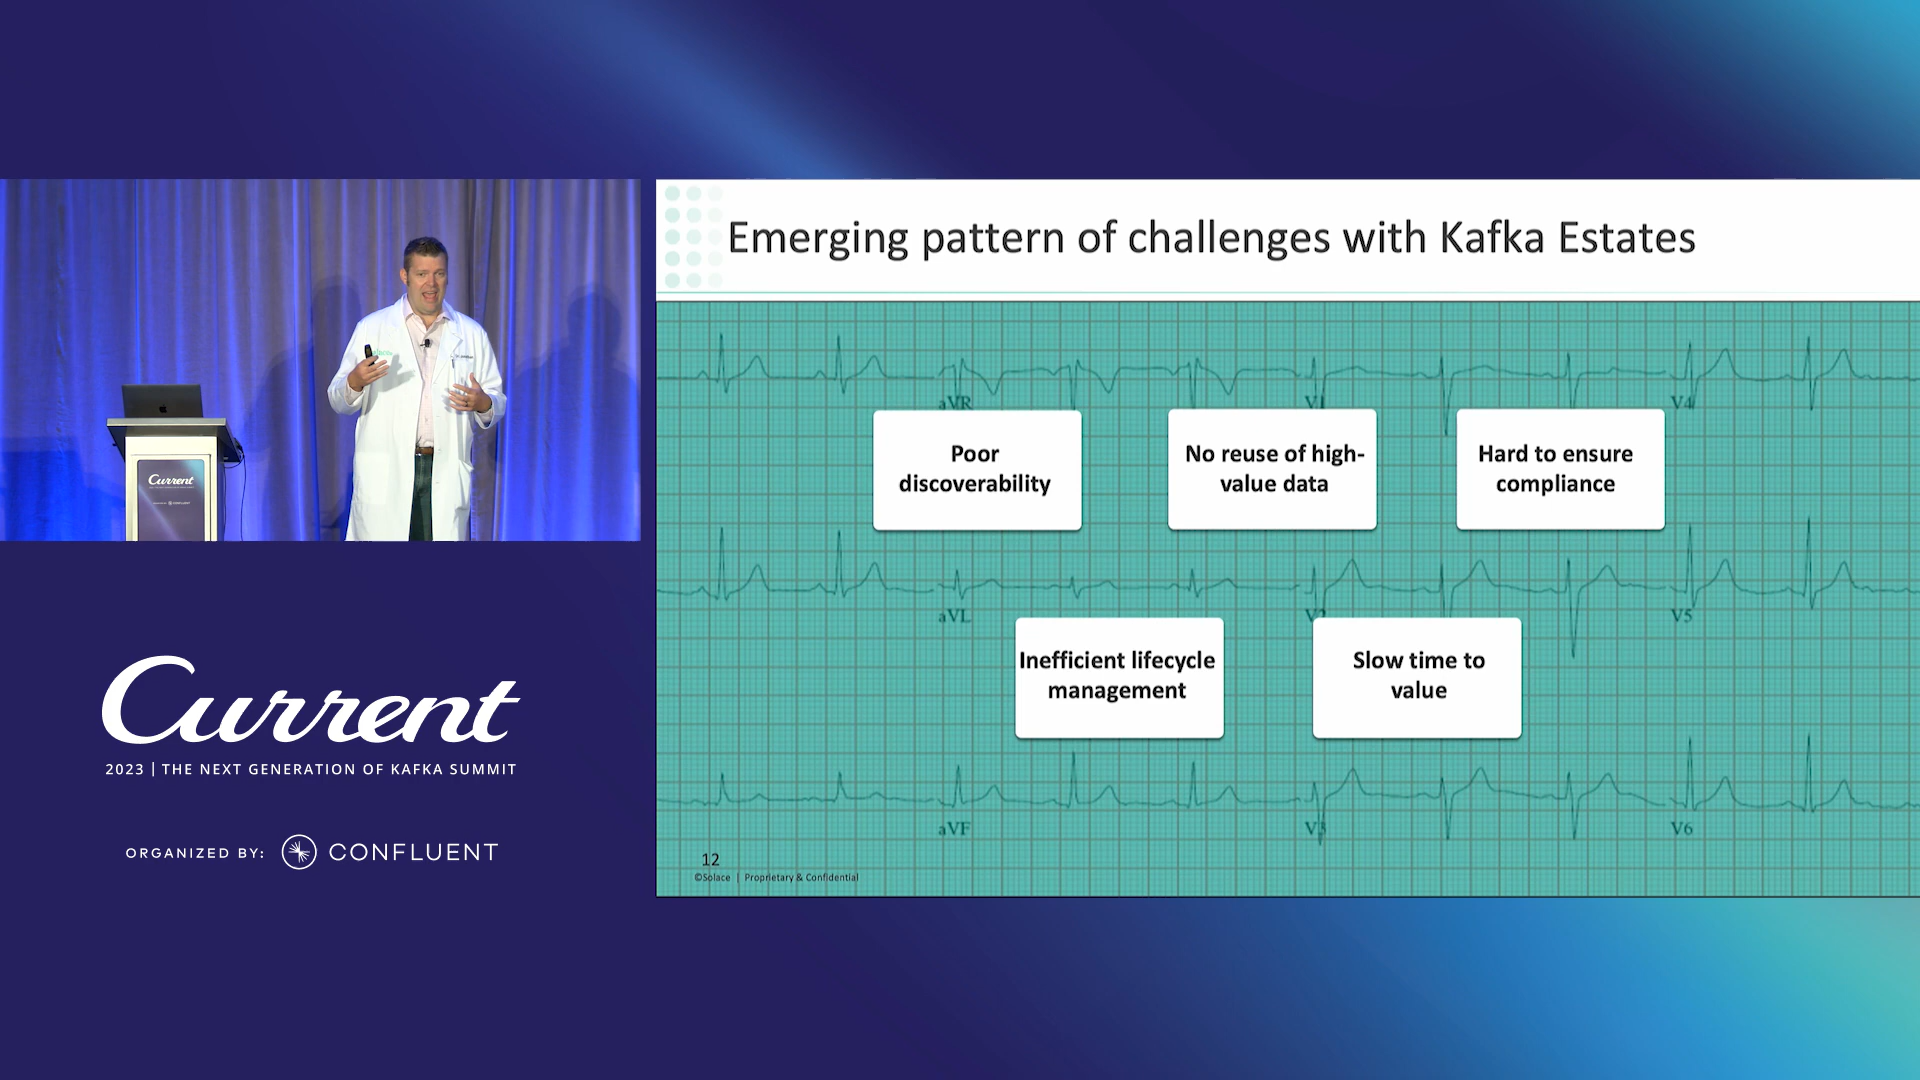 Emerging pattern of challenges with Kafka Estates
aVR
V1
V4
Poor
discoverability
No reuse of high-
value data
Hard to ensure
compliance
aVL
V2
V5
Inefficient lifecycle
management
Slow time to
value
aVF
V3
V6
12
©Solace | Proprietary & Confidential
Current
Current
2023 | THE NEXT GENERATION OF KAFKA SUMMIT
ORGANIZED BY: CONFLUENT